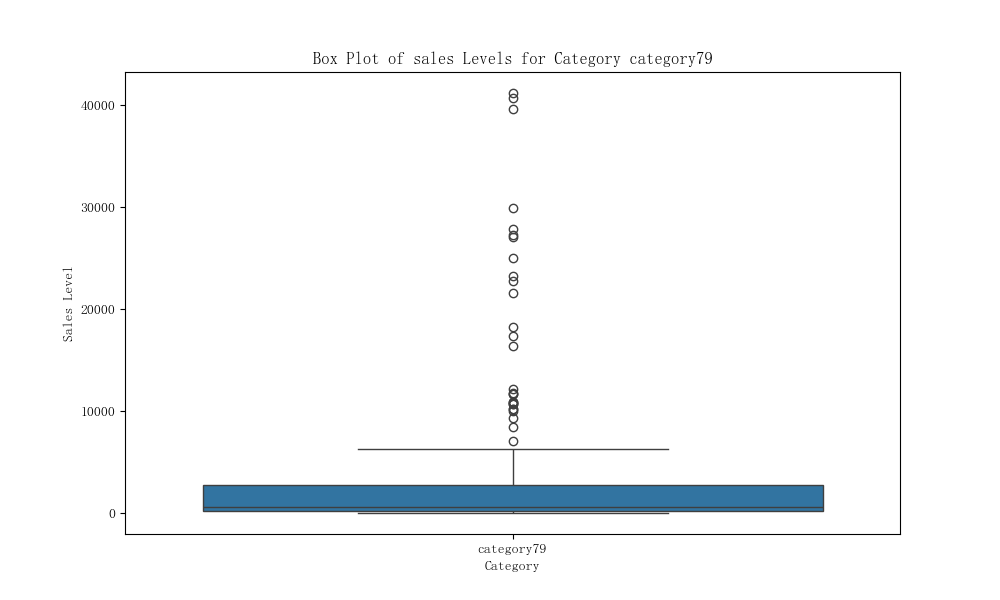 Box Plot of sales Levels for Category category79
40000
30000
20000
10000
0
Sales Level
category79
Category